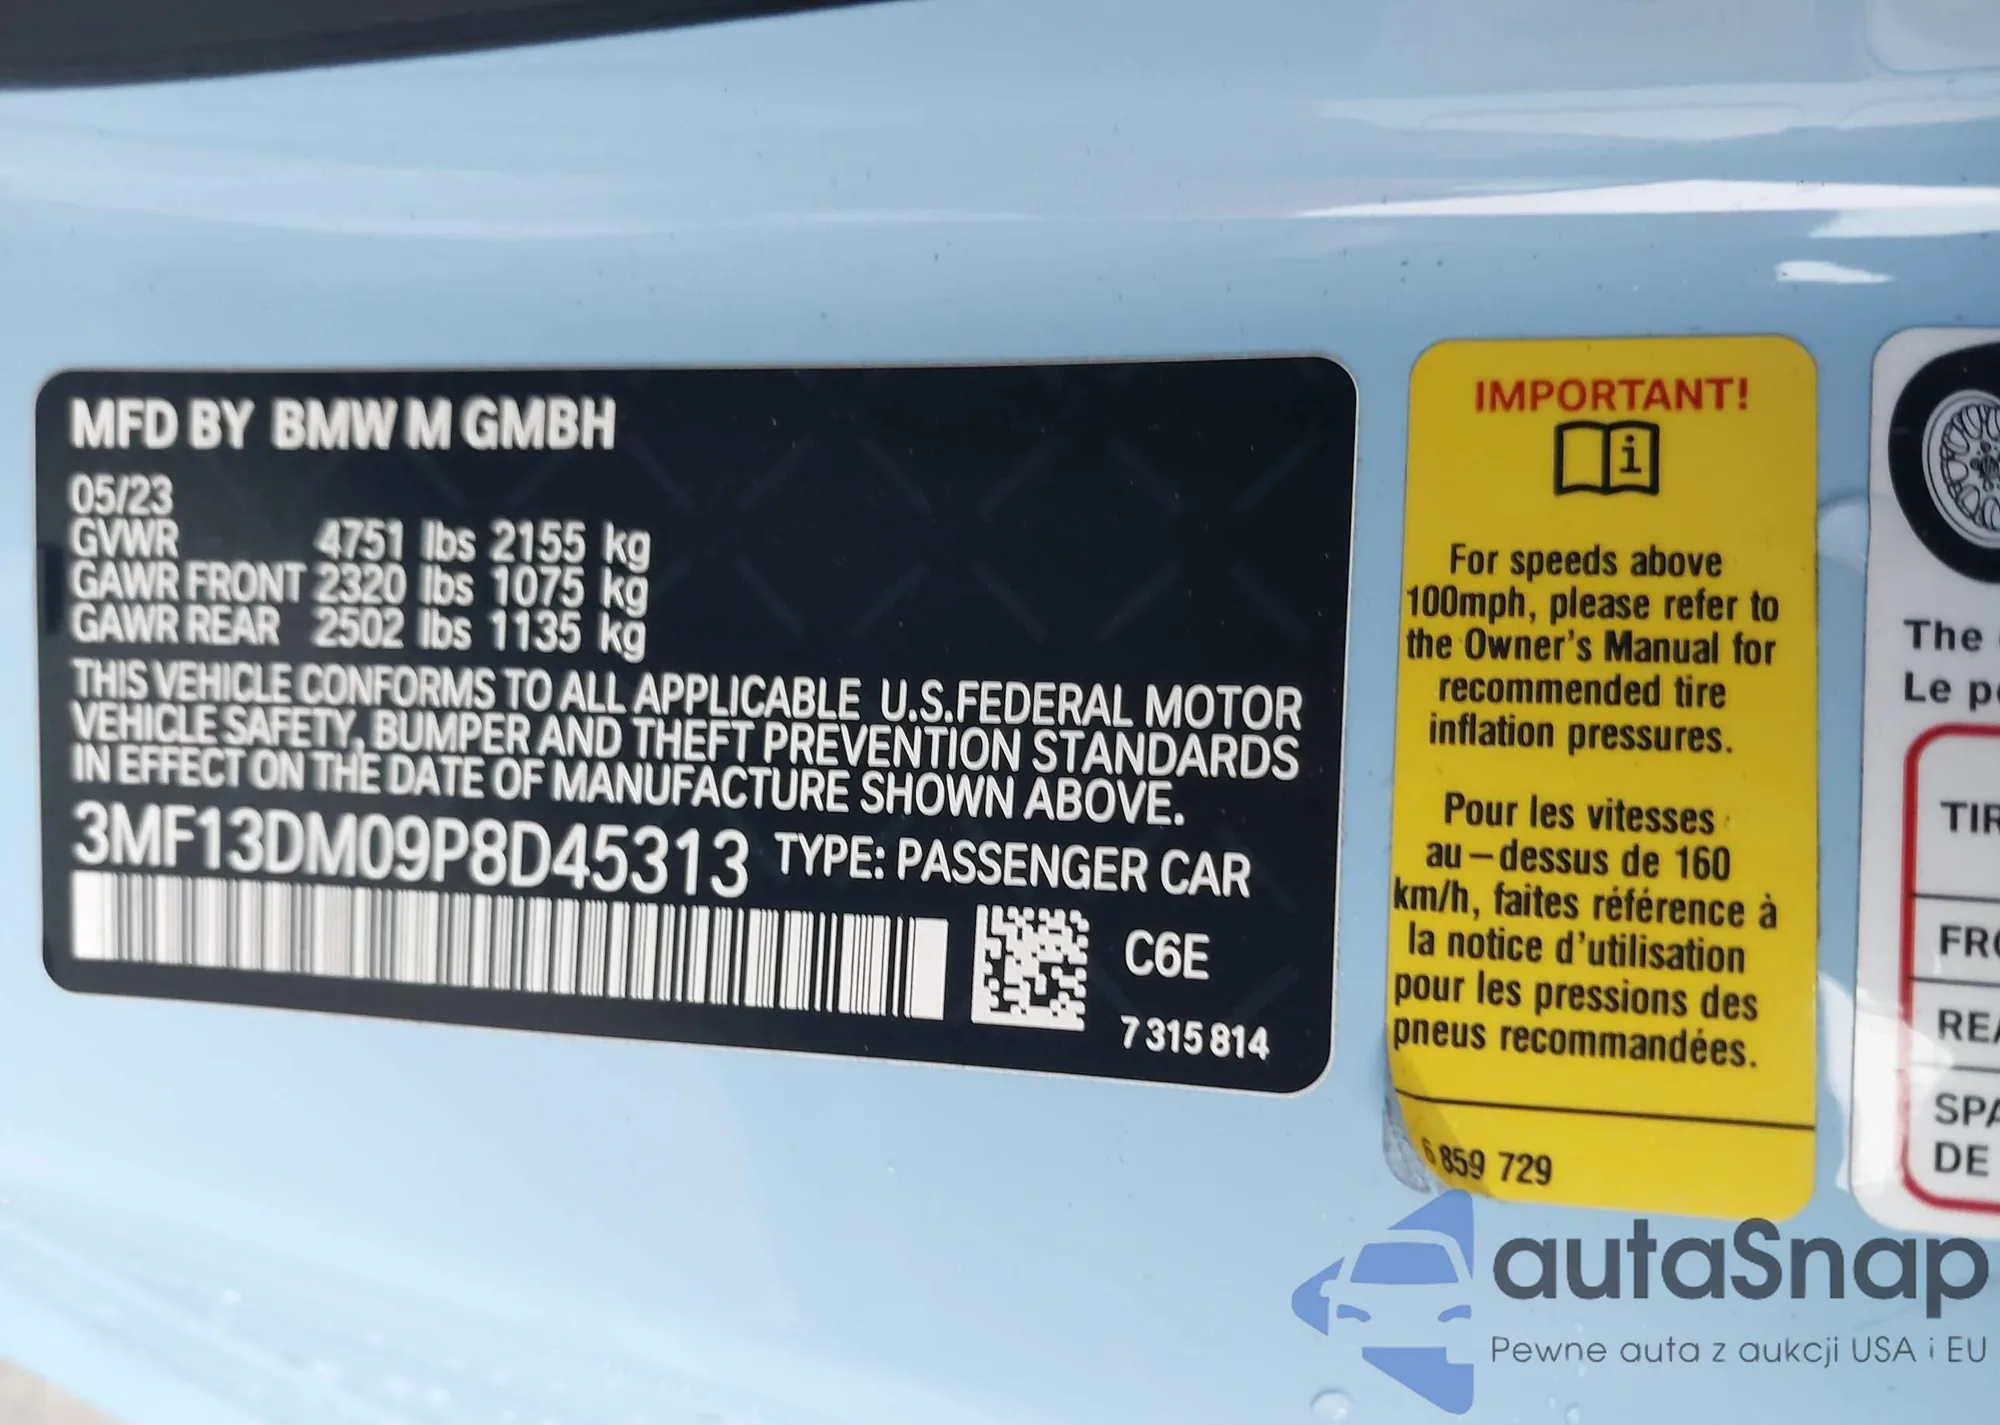 MFD BY BMW M GMBH
05/23
GVWR 4751 lbs 2155 kg
GAWR FRONT 2320 lbs 1075 kg
GAWR REAR 2502 lbs 1135 kg
THIS VEHICLE CONFORMS TO ALL APPLICABLE U.S.FEDERAL MOTOR
VEHICLE SAFETY, BUMPER AND THEFT PREVENTION STANDARDS
IN EFFECT ON THE DATE OF MANUFACTURE SHOWN ABOVE.
3MF13DM09P8D45313 TYPE: PASSENGER CAR
C6E
7 315 814
IMPORTANT!
i
For speeds above
100mph, please refer to
the Owner's Manual for
recommended tire
inflation pressures.
Pour les vitesses
au-dessus de 160
km/h, faites référence à
la notice d'utilisation
pour les pressions des
pneus recommandées.
859 729
The
Le
autaSnap
Pewne auta z aukcji USA i EU